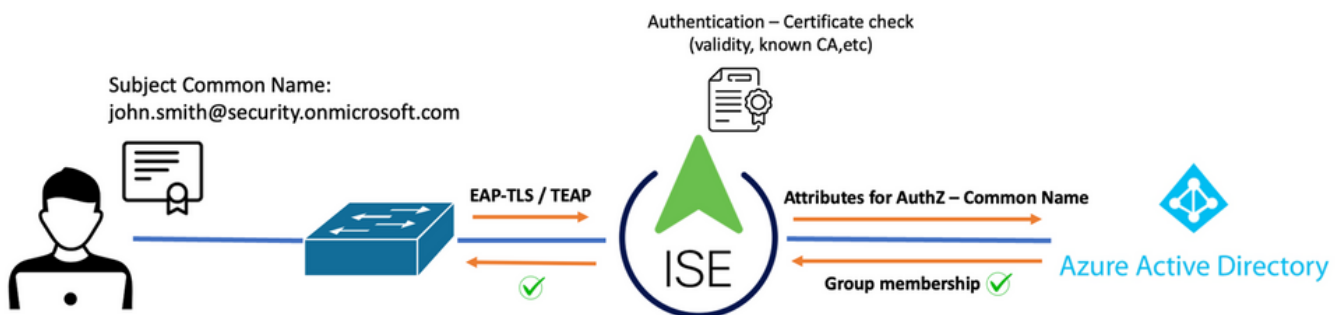 Authentication – Certificate check
(validity, known CA,etc)
Subject Common Name:
john.smith@security.onmicrosoft.com
EAP-TLS / TEAP
Attributes for AuthZ – Common Name
ISE
Group membership
Azure Active Directory